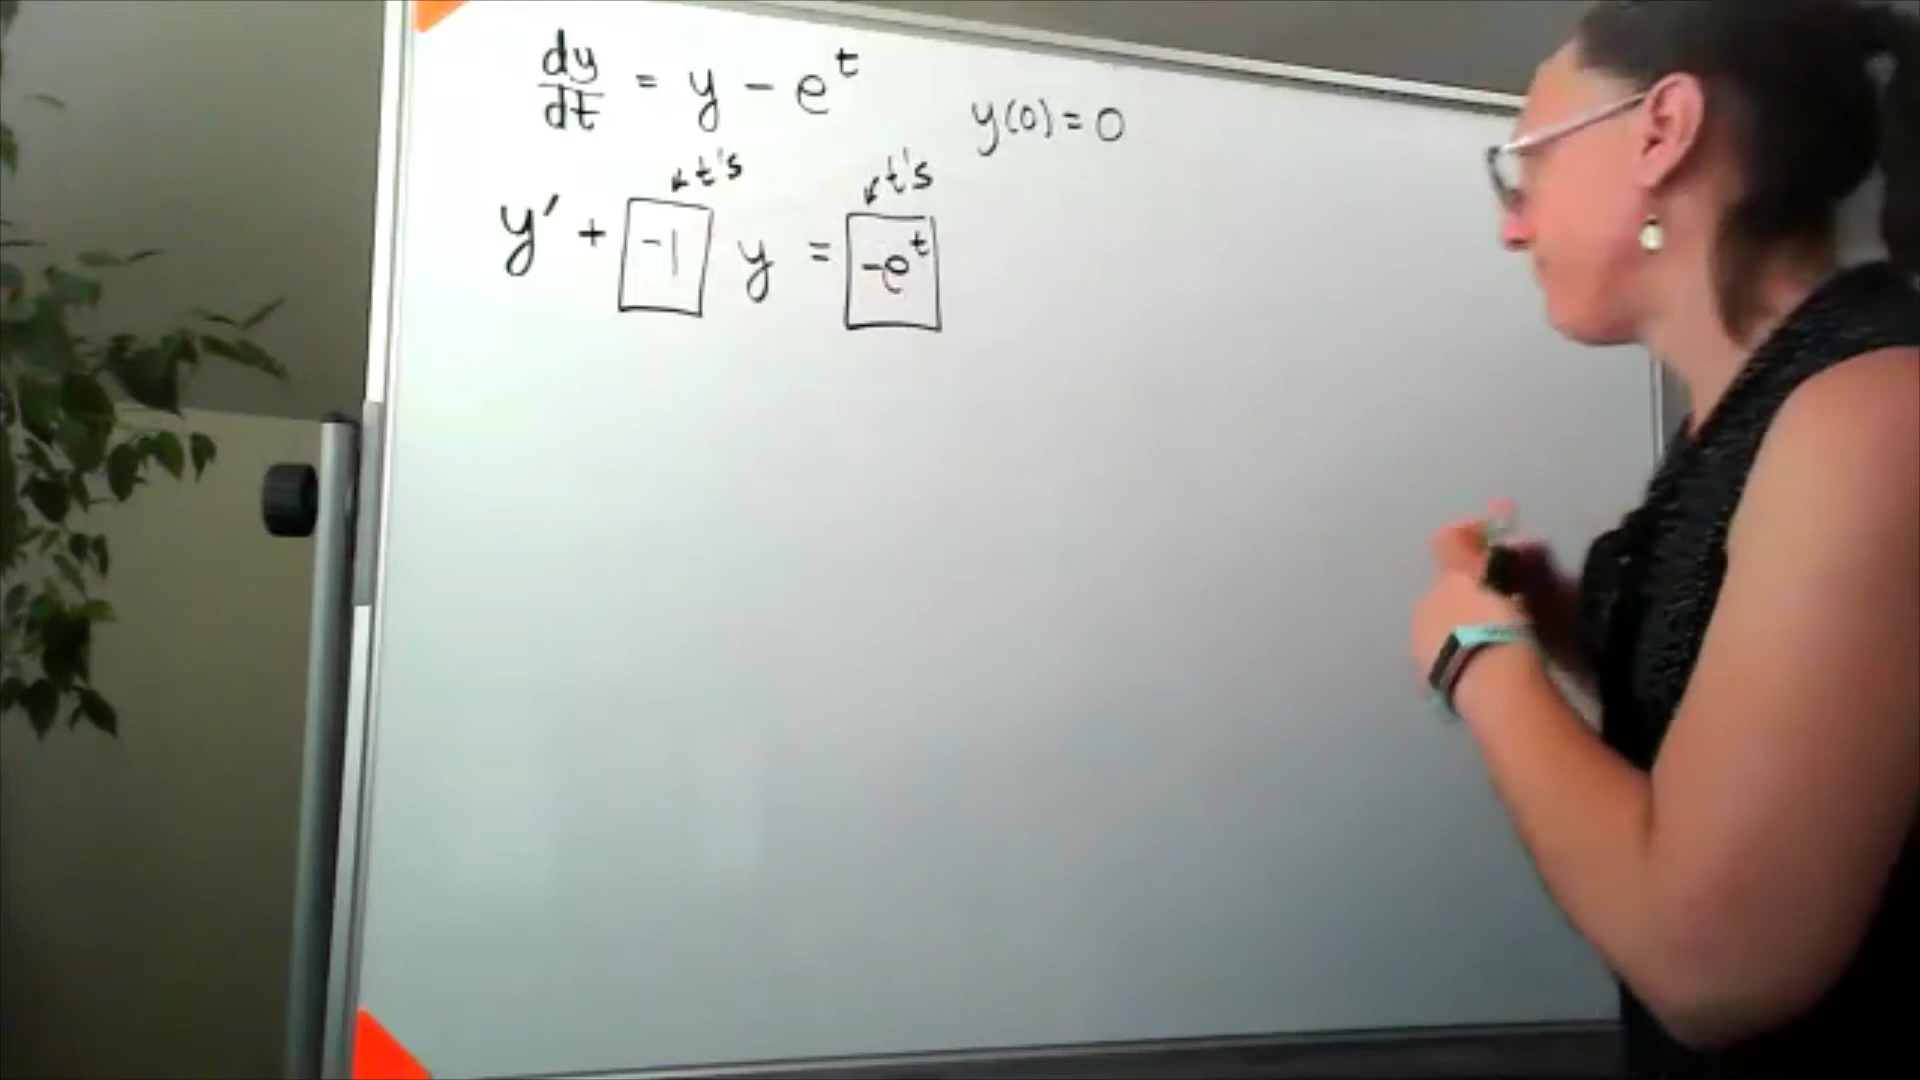 dy/dt = y - e^t
y(0) = 0
↙t's ↙t's
y' + -1 y = -e^t